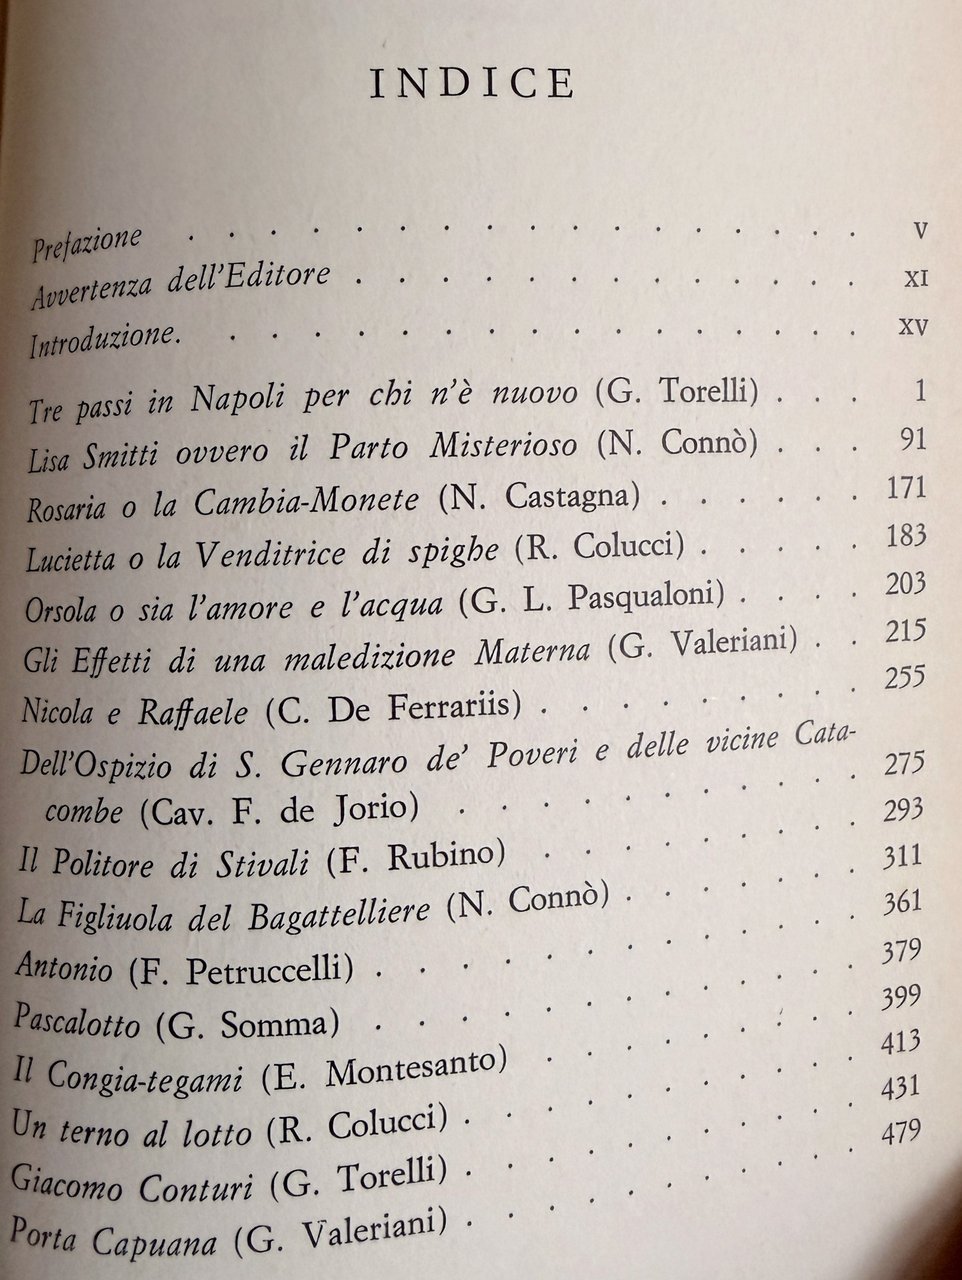 INDICE
Prefazione . . . . . . . . . . . . . . . . V
Avvertenza dell'Editore . . . . . . . . . . . . XI
Introduzione. . . . . . . . . . . . . . . . XV
Tre passi in Napoli per chi n'è nuovo (G. Torelli) . . . 1
Lisa Smitti ovvero il Parto Misterioso (N. Connò) . . . 91
Rosaria o la Cambia-Monete (N. Castagna) . . . . . . 171
Lucietta o la Venditrice di spighe (R. Colucci) . . . . . 183
Orsola o sia l'amore e l'acqua (G. L. Pasqualoni) . . . . 203
Gli Effetti di una maledizione Materna (G. Valeriani) . . 215
Nicola e Raffaele (C. De Ferrariis) . . . . . . . . 255
Dell'Ospizio di S. Gennaro de' Poveri e delle vicine Cata-
combe (Cav. F. de Jorio) . . . . . . . . . . 275
Il Politore di Stivali (F. Rubino) . . . . . . . . 293
La Figliuola del Bagattelliere (N. Connò) . . . . . . 311
Antonio (F. Petruccelli) . . . . . . . . . . . . 361
Pascalotto (G. Somma) . . . . . . . . . . . . 379
Il Congia-tegami (E. Montesanto) . . . . . . . . 399
Un terno al lotto (R. Colucci) . . . . . . . . . . 413
Giacomo Conturi (G. Torelli) . . . . . . . . . . 431
Porta Capuana (G. Valeriani) . . . . . . . . . . 479